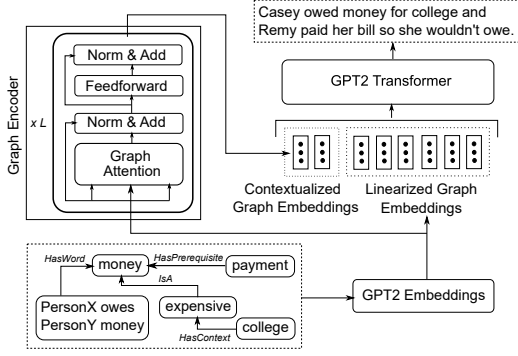 Casey owed money for college and
Remy paid her bill so she wouldn't owe.
Graph Encoder
x L
Norm & Add
Feedforward
Norm & Add
Graph
Attention
GPT2 Transformer
Contextualized
Graph Embeddings
Linearized Graph
Embeddings
HasWord
money
HasPrerequisite
payment
IsA
PersonX owes
PersonY money
expensive
HasContext
college
GPT2 Embeddings